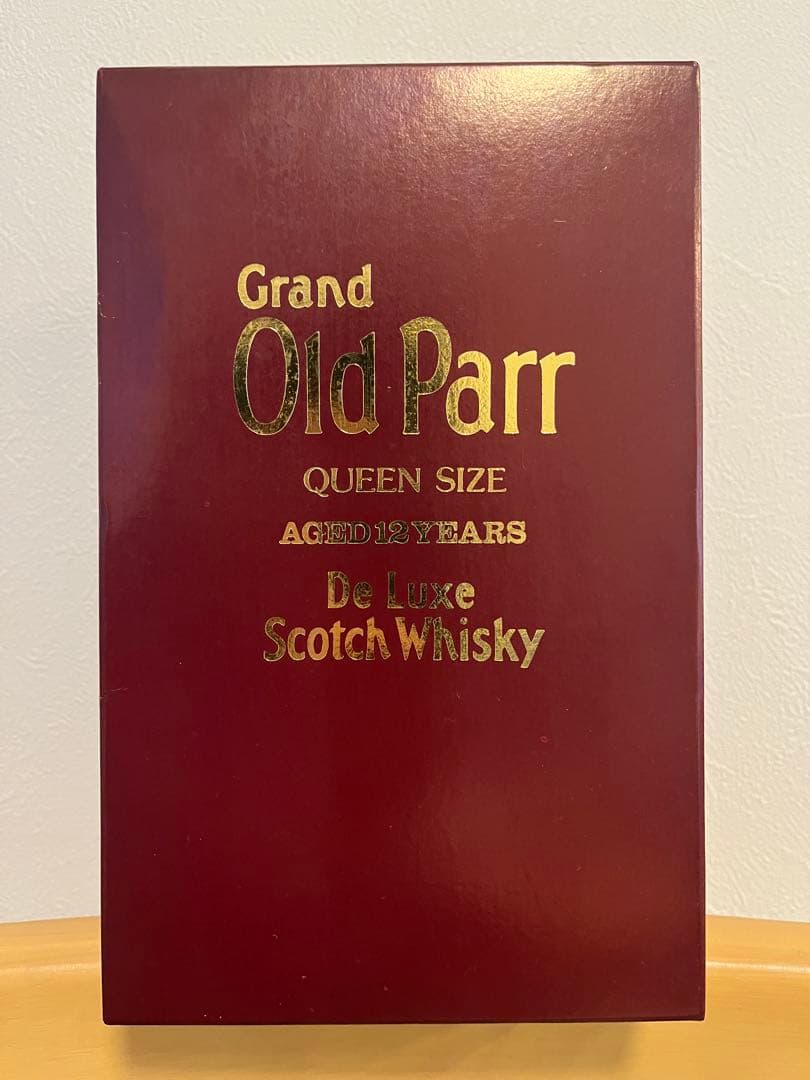 Grand
Old Parr
QUEEN SIZE
AGED 12 YEARS
De Luxe
Scotch Whisky